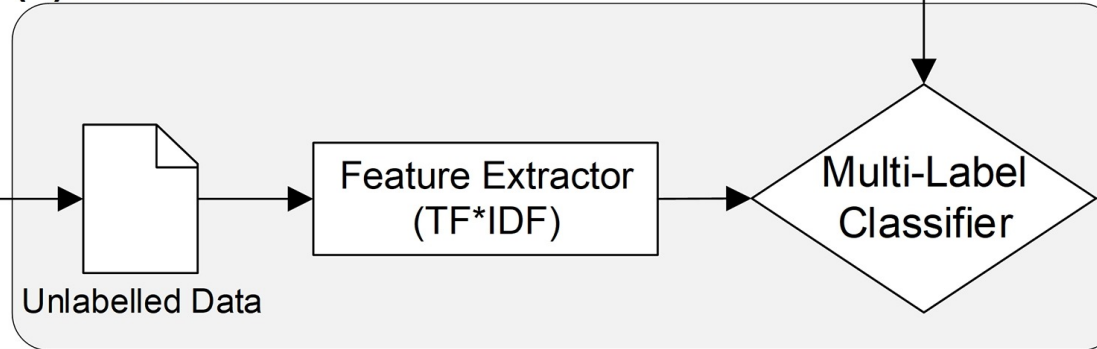 Feature Extractor
(TF*IDF)
Multi-Label
Classifier
Unlabelled Data